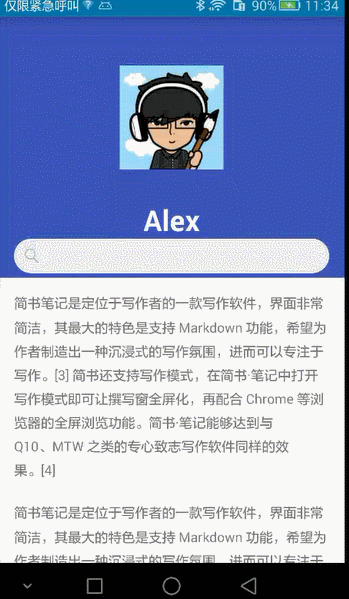 仅限紧急呼叫 90% 11:34
Alex
简书笔记是定位于写作者的一款写作软件，界面非常
简洁，其最大的特色是支持 Markdown 功能，希望为
作者制造出一种沉浸式的写作氛围，进而可以专注于
写作。[3] 简书还支持写作模式，在简书·笔记中打开
写作模式即可让撰写窗全屏化，再配合 Chrome 等浏
览器的全屏浏览功能。简书·笔记能够达到与
Q10、MTW 之类的专心致志写作软件同样的效
果。[4]
简书笔记是定位于写作者的一款写作软件，界面非常
简洁，其最大的特色是支持 Markdown 功能，希望为
作者制造出一种沉浸式的写作氛围，进而可以专注于